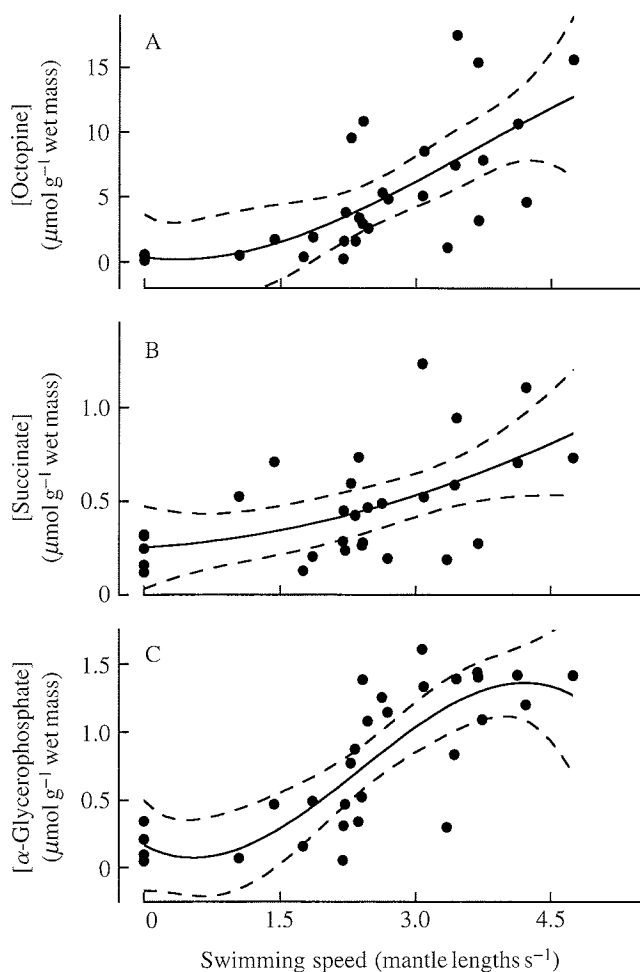 A
[Octopine]
(μmol g⁻¹ wet mass)
15
10
5
0
B
[Succinate]
(μmol g⁻¹ wet mass)
1.0
0.5
0
C
[α-Glycerophosphate]
(μmol g⁻¹ wet mass)
1.5
1.0
0.5
0
0 1.5 3.0 4.5
Swimming speed (mantle lengths s⁻¹)